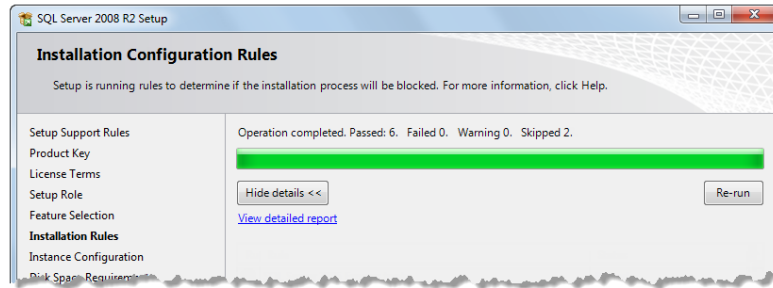 SQL Server 2008 R2 Setup
Installation Configuration Rules
Setup is running rules to determine if the installation process will be blocked. For more information, click Help.
Setup Support Rules
Product Key
License Terms
Setup Role
Feature Selection
Installation Rules
Instance Configuration
Disk Space Requirements
Operation completed. Passed: 6.   Failed 0.   Warning 0.   Skipped 2.
Hide details <<
Re-run
View detailed report